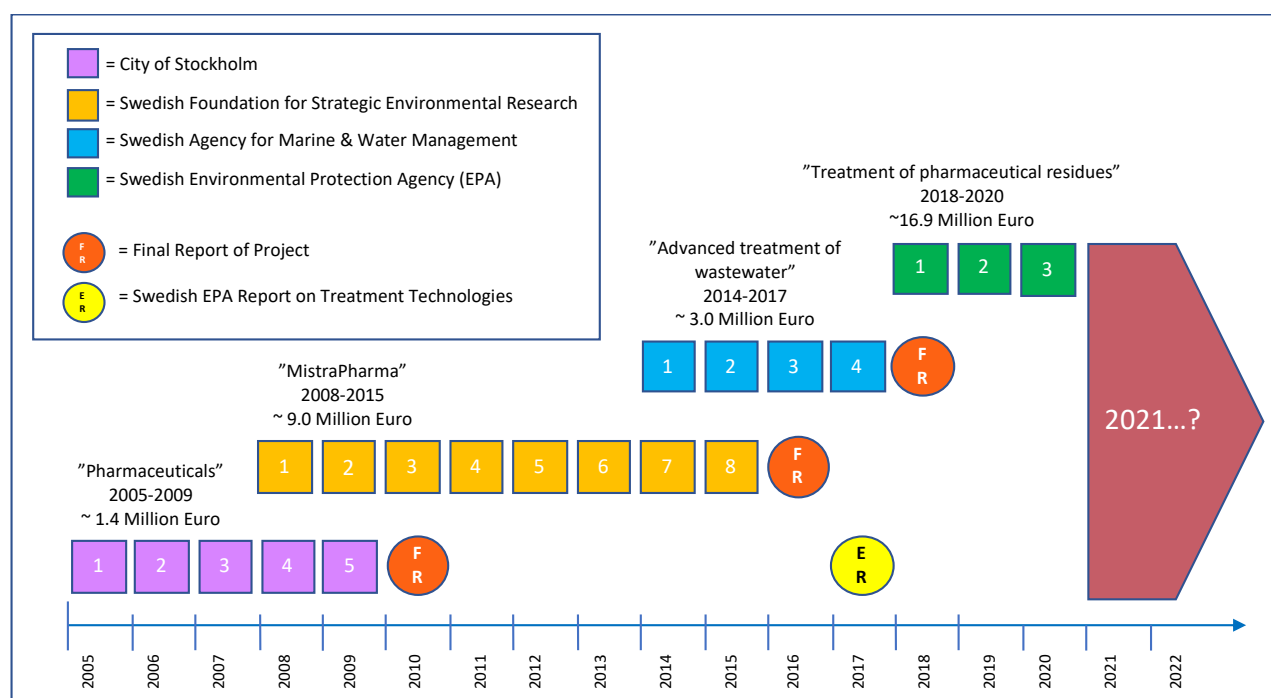 = City of Stockholm
= Swedish Foundation for Strategic Environmental Research
= Swedish Agency for Marine & Water Management
= Swedish Environmental Protection Agency (EPA)
F
R
= Final Report of Project
E
R
= Swedish EPA Report on Treatment Technologies
”Treatment of pharmaceutical residues”
2018-2020
~16.9 Million Euro
1 2 3
”Advanced treatment of
wastewater”
2014-2017
~ 3.0 Million Euro
1 2 3 4
F
R
”MistraPharma”
2008-2015
~ 9.0 Million Euro
1 2 3 4 5 6 7 8
F
R
2021...?
”Pharmaceuticals”
2005-2009
~ 1.4 Million Euro
1 2 3 4 5
F
R
E
R
2005 2006 2007 2008 2009 2010 2011 2012 2013 2014 2015 2016 2017 2018 2019 2020 2021 2022